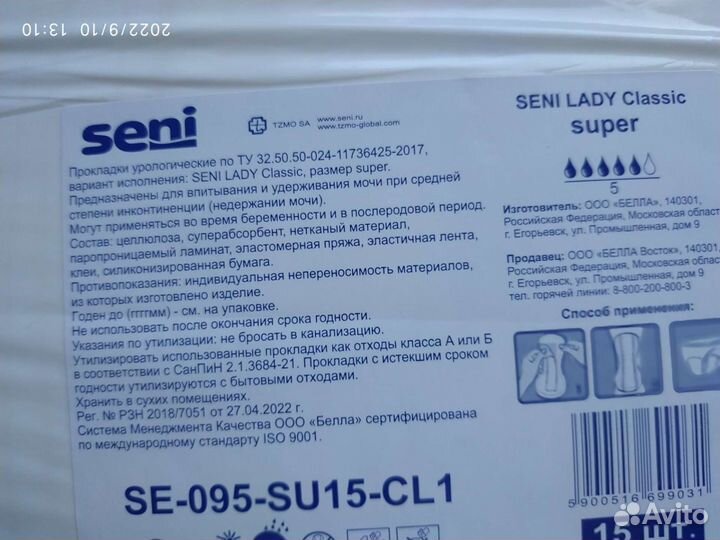 2022/9/10 13:10
seni
TZMO SA
www.seni.ru
www.tzmo-global.com
Прокладки урологические по ТУ 32.50.50-024-11736425-2017,
вариант исполнения: SENI LADY Classic, размер super.
Предназначены для впитывания и удерживания мочи при средней
степени инконтиненции (недержании мочи).
Могут применяться во время беременности и в послеродовой период.
Состав: целлюлоза, суперабсорбент, нетканый материал,
паропроницаемый ламинат, эластомерная пряжа, эластичная лента,
клеи, силиконизированная бумага.
Противопоказания: индивидуальная непереносимость материалов,
из которых изготовлено изделие.
Годен до (ггггмм) - см. на упаковке.
Не использовать после окончания срока годности.
Указания по утилизации: не бросать в канализацию.
Утилизировать использованные прокладки как отходы класса А или Б
в соответствии с СанПиН 2.1.3684-21. Прокладки с истекшим сроком
годности утилизируются с бытовыми отходами.
Хранить в сухих помещениях.
Рег. № РЗН 2018/7051 от 27.04.2022 г.
Система Менеджмента Качества ООО «Белла» сертифицирована
по международному стандарту ISO 9001.
SE-095-SU15-CL1
SENI LADY Classic
super
5
Изготовитель: ООО «БЕЛЛА», 140301,
Российская Федерация, Московская область
г. Егорьевск, ул. Промышленная, дом 9
Продавец: ООО «БЕЛЛА Восток», 140301,
Российская Федерация, Московская область
г. Егорьевск, ул. Промышленная, дом 9
тел. горячей линии: 8-800-200-800-3
Способ применения:
5 900516 699031
15 шт.
Avito